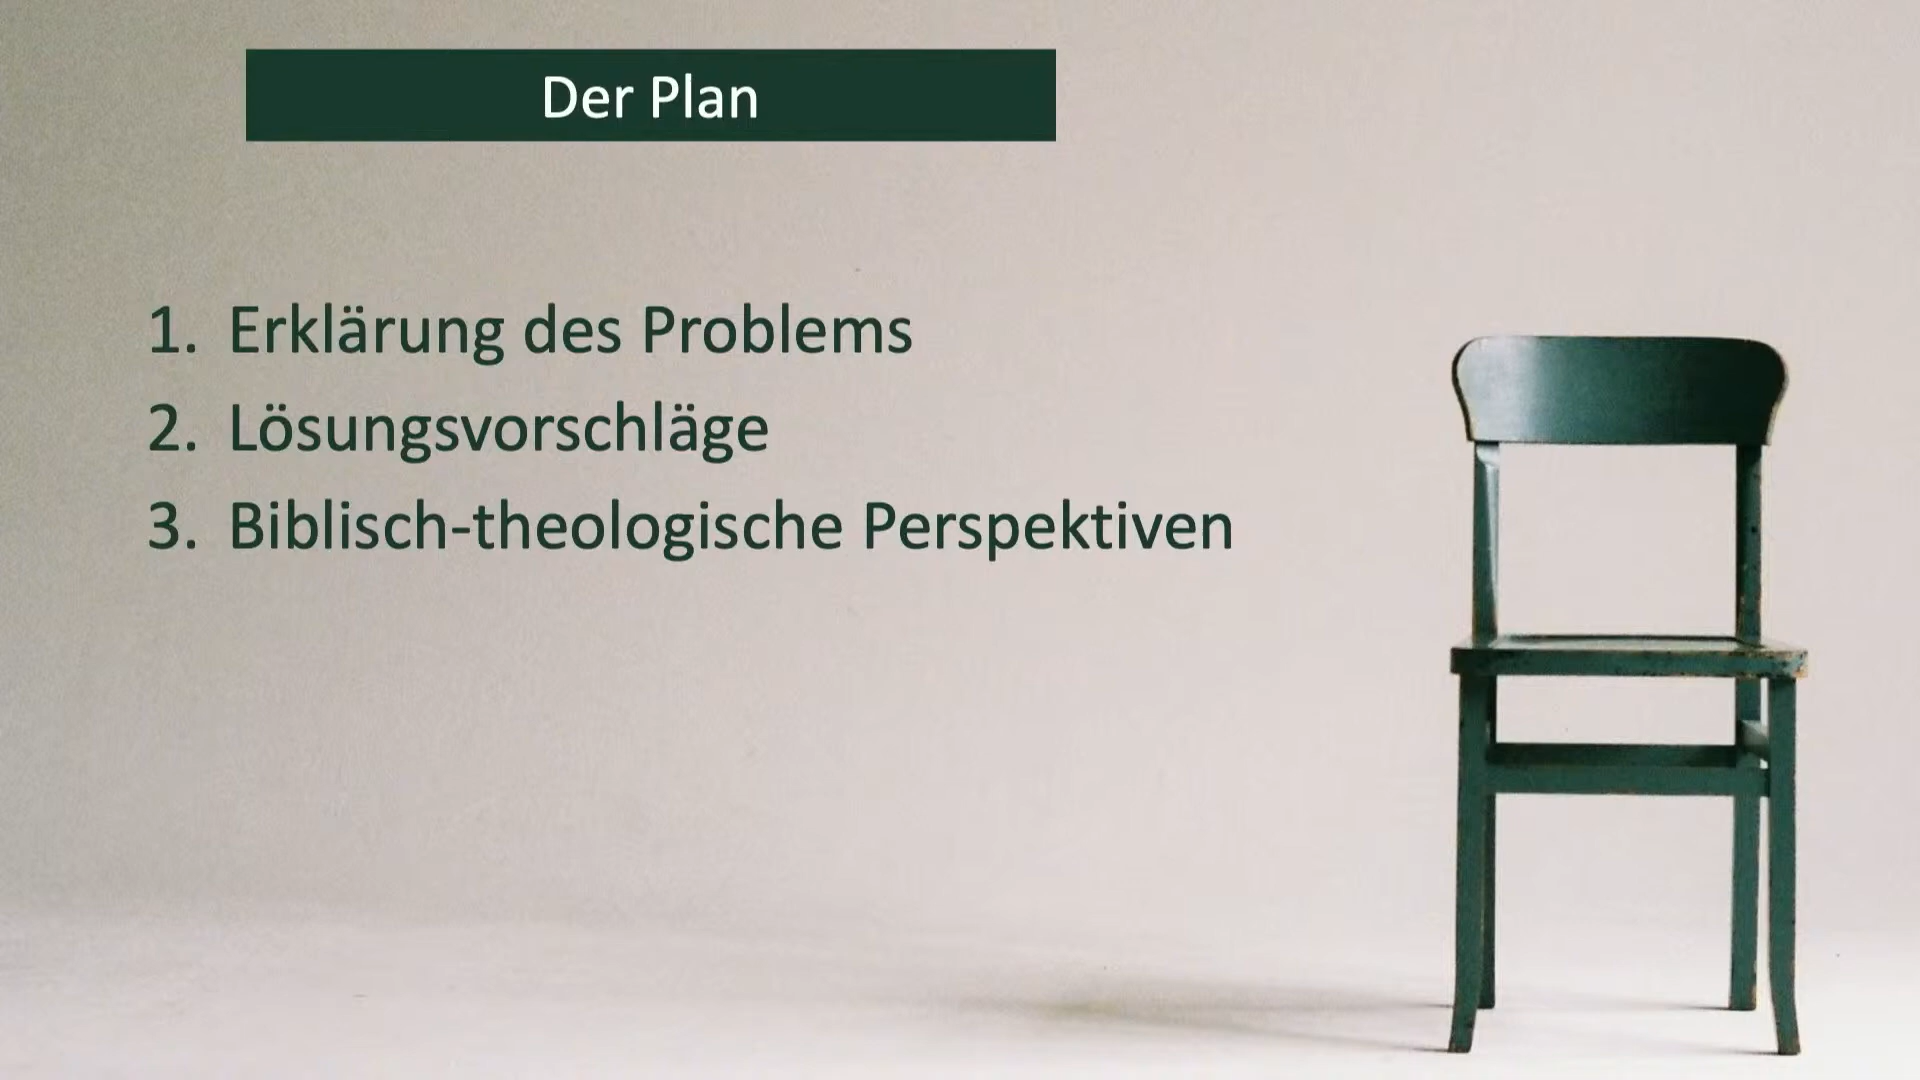 Der Plan
1. Erklärung des Problems
2. Lösungsvorschläge
3. Biblisch-theologische Perspektiven